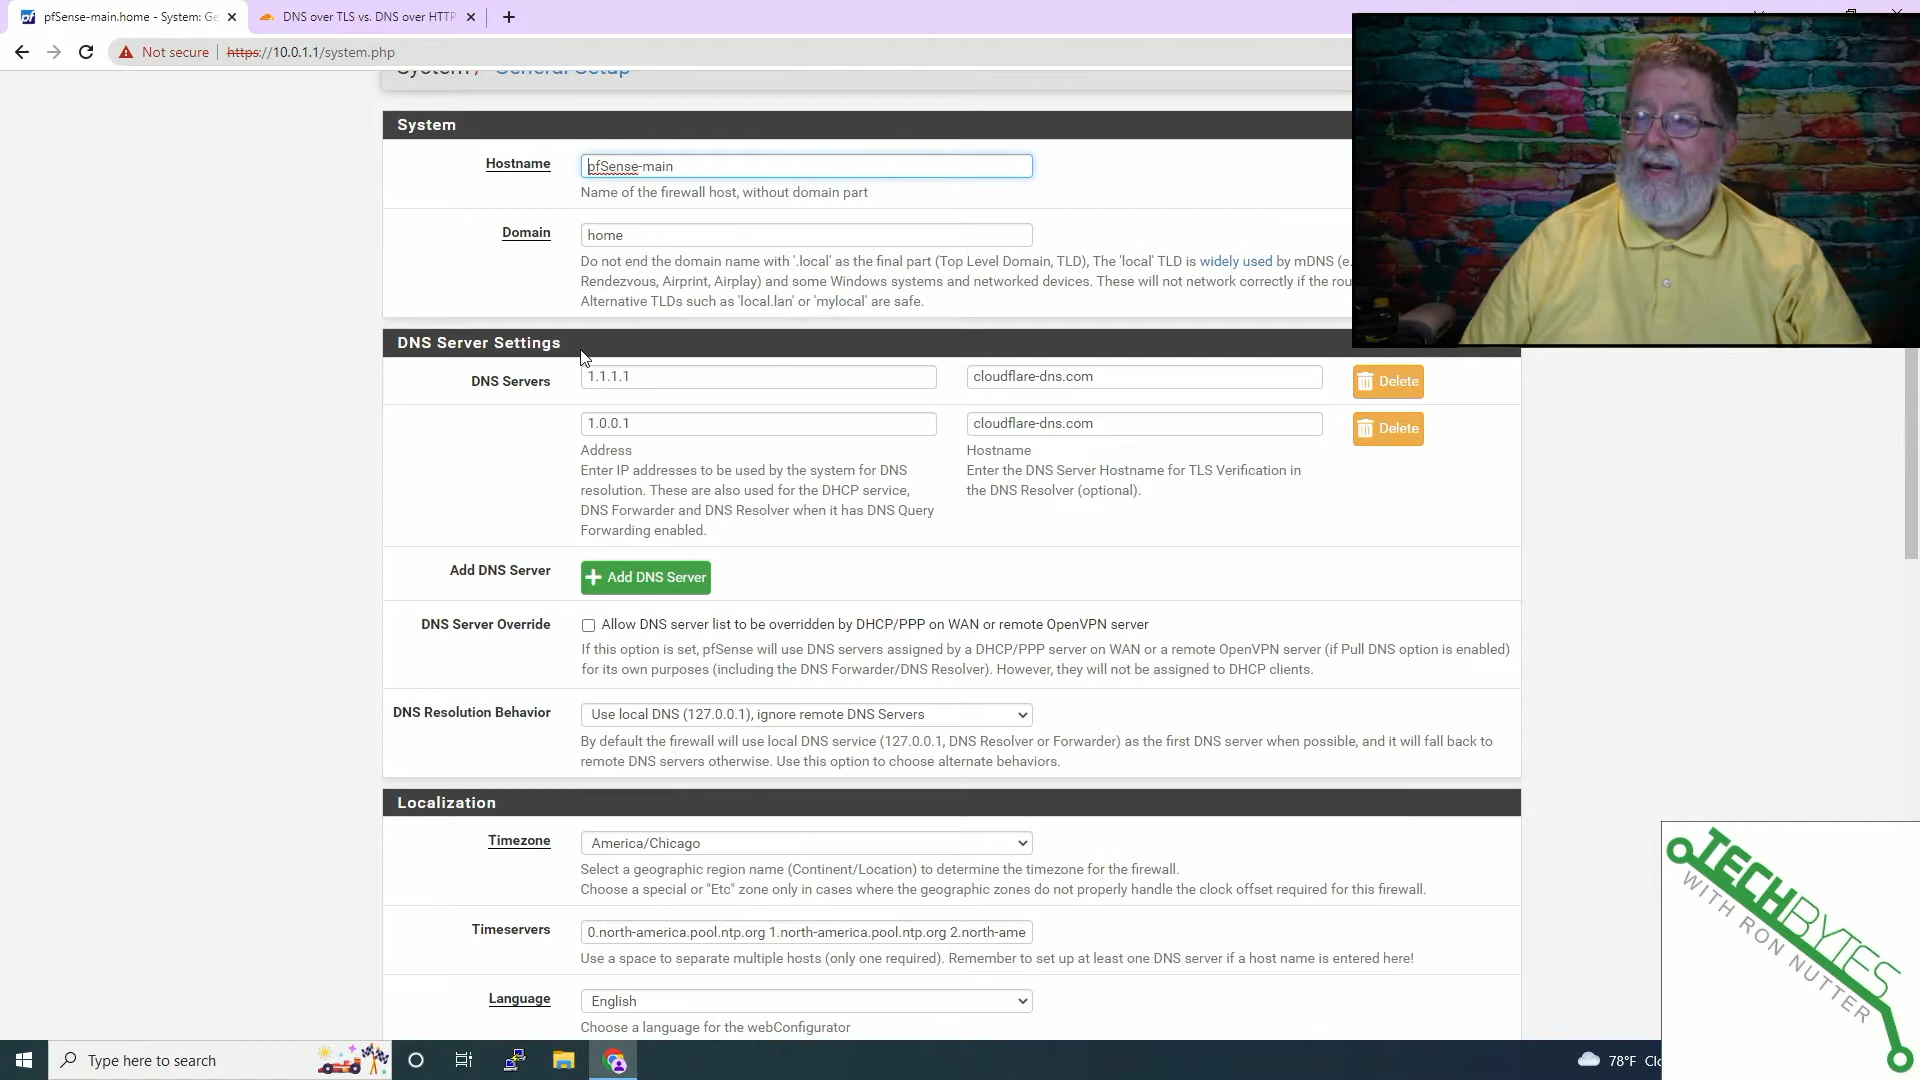 pfSense-main.home - System: Ge
DNS over TLS vs. DNS over HTTP
Not secure
https://10.0.1.1/system.php
System / General Setup
System
Hostname
pfSense-main
Name of the firewall host, without domain part
Domain
home
Do not end the domain name with '.local' as the final part (Top Level Domain, TLD), The 'local' TLD is widely used by mDNS (e.
Rendezvous, Airprint, Airplay) and some Windows systems and networked devices. These will not network correctly if the rou
Alternative TLDs such as 'local.lan' or 'mylocal' are safe.
DNS Server Settings
DNS Servers
1.1.1.1
cloudflare-dns.com
Delete
1.0.0.1
cloudflare-dns.com
Delete
Address
Enter IP addresses to be used by the system for DNS
resolution. These are also used for the DHCP service,
DNS Forwarder and DNS Resolver when it has DNS Query
Forwarding enabled.
Hostname
Enter the DNS Server Hostname for TLS Verification in
the DNS Resolver (optional).
Add DNS Server
Add DNS Server
DNS Server Override
Allow DNS server list to be overridden by DHCP/PPP on WAN or remote OpenVPN server
If this option is set, pfSense will use DNS servers assigned by a DHCP/PPP server on WAN or a remote OpenVPN server (if Pull DNS option is enabled)
for its own purposes (including the DNS Forwarder/DNS Resolver). However, they will not be assigned to DHCP clients.
DNS Resolution Behavior
Use local DNS (127.0.0.1), ignore remote DNS Servers
By default the firewall will use local DNS service (127.0.0.1, DNS Resolver or Forwarder) as the first DNS server when possible, and it will fall back to
remote DNS servers otherwise. Use this option to choose alternate behaviors.
Localization
Timezone
America/Chicago
Select a geographic region name (Continent/Location) to determine the timezone for the firewall.
Choose a special or "Etc" zone only in cases where the geographic zones do not properly handle the clock offset required for this firewall.
Timeservers
0.north-america.pool.ntp.org 1.north-america.pool.ntp.org 2.north-ame
Use a space to separate multiple hosts (only one required). Remember to set up at least one DNS server if a host name is entered here!
Language
English
Choose a language for the webConfigurator
TECHBYTES
WITH RON NUTTER
Type here to search
78°F Clo